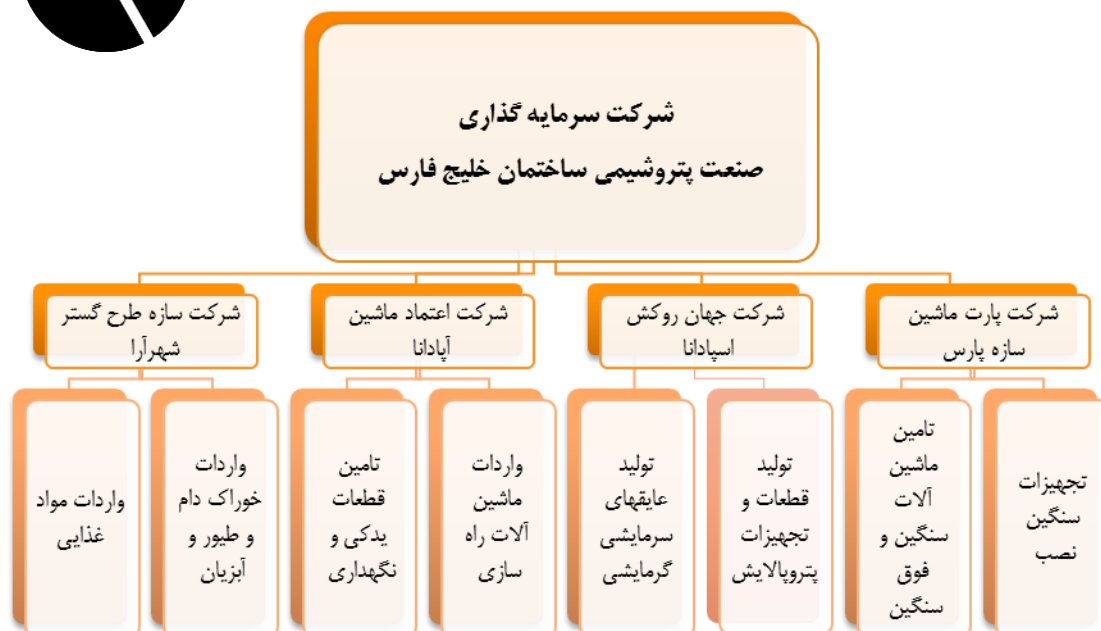 شرکت سرمایه گذاری
صنعت پتروشیمی ساختمان خلیج فارس
شرکت پارت ماشین
سازه پارس
شرکت جهان روکش
اسپادانا
شرکت اعتماد ماشین
آپادانا
شرکت سازه طرح گستر
شهرآرا
تجهیزات
سنگین
نصب
تامین
ماشین
آلات
سنگین و
فوق
سنگین
تولید
قطعات و
تجهیزات
پتروپالایش
تولید
عایقهای
سرمایشی
گرمایشی
واردات
ماشین
آلات راه
سازی
تامین
قطعات
یدکی و
نگهداری
واردات
خوراک دام
و طیور و
آبزیان
واردات مواد
غذایی